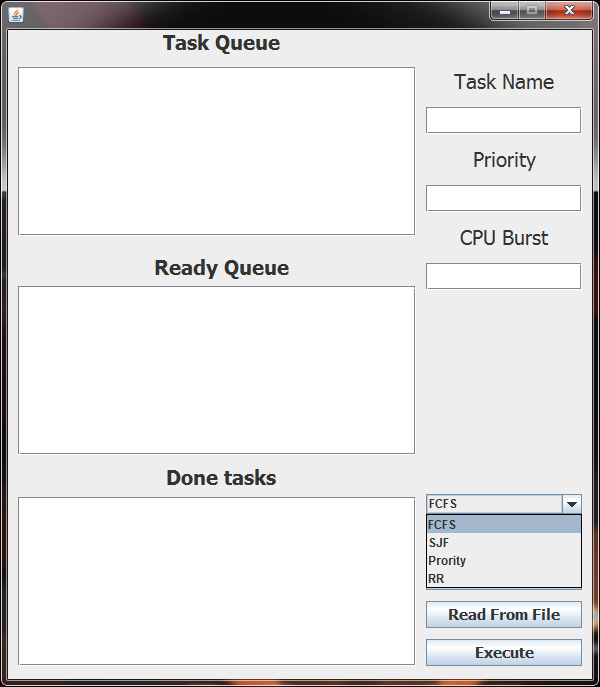 Task Queue
Task Name
Priority
CPU Burst
Ready Queue
Done tasks
FCFS
FCFS
SJF
Prority
RR
Read From File
Execute